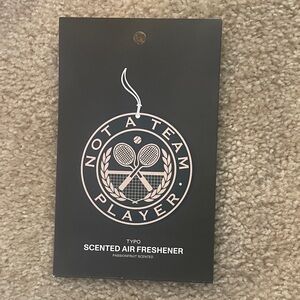 NOT A TEAM
PLAYER
TYPO
SCENTED AIR FRESHENER
PASSIONFRUIT SCENTED